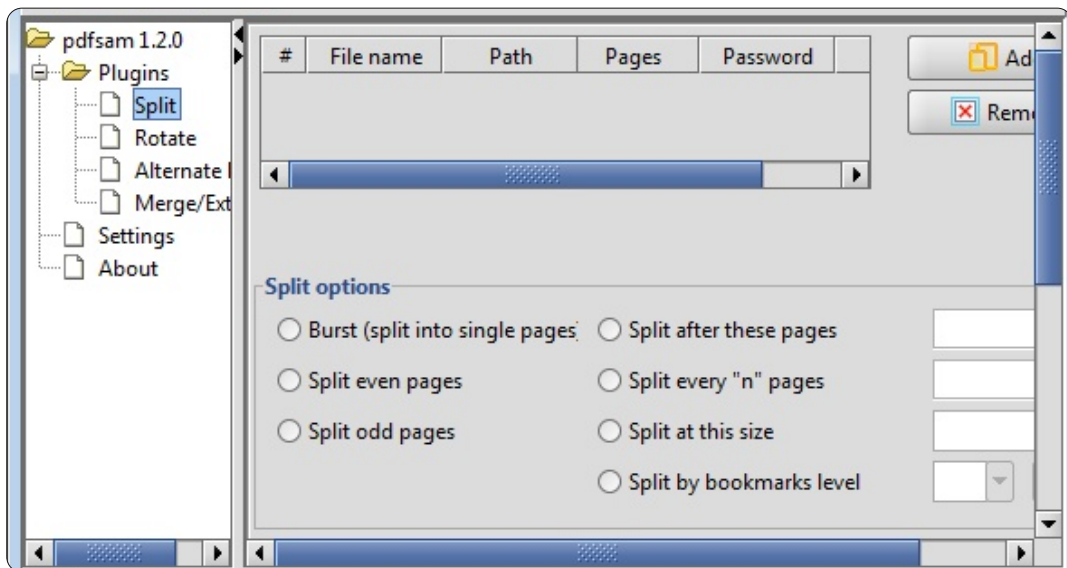 pdfsam 1.2.0
Plugins
Split
Rotate
Alternate
Merge/Ext
Settings
About
# File name Path Pages Password
Ad
Rem
Split options
Burst (split into single pages)
Split even pages
Split odd pages
Split after these pages
Split every "n" pages
Split at this size
Split by bookmarks level